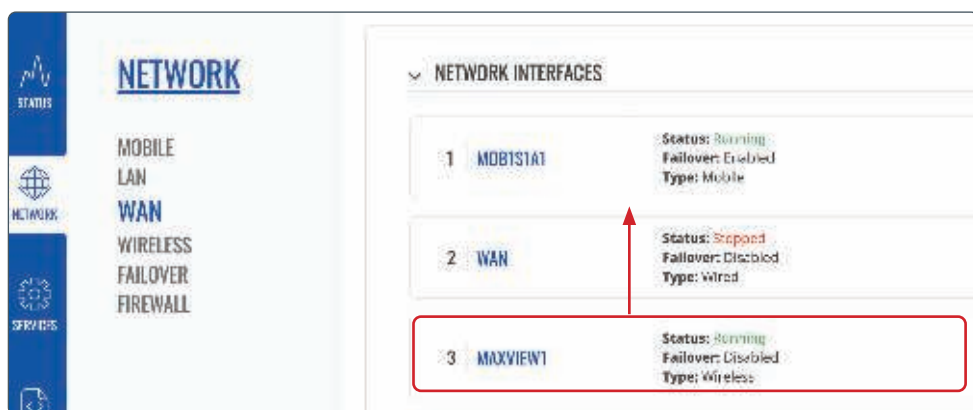 STATUS
NETWORK
SERVICES
NETWORK
MOBILE
LAN
WAN
WIRELESS
FAILOVER
FIREWALL
NETWORK INTERFACES
1 MOB1S1A1
Status: Running
Failover: Enabled
Type: Mobile
2 WAN
Status: Stopped
Failover: Disabled
Type: Wired
3 MAXVIEW1
Status: Running
Failover: Disabled
Type: Wireless